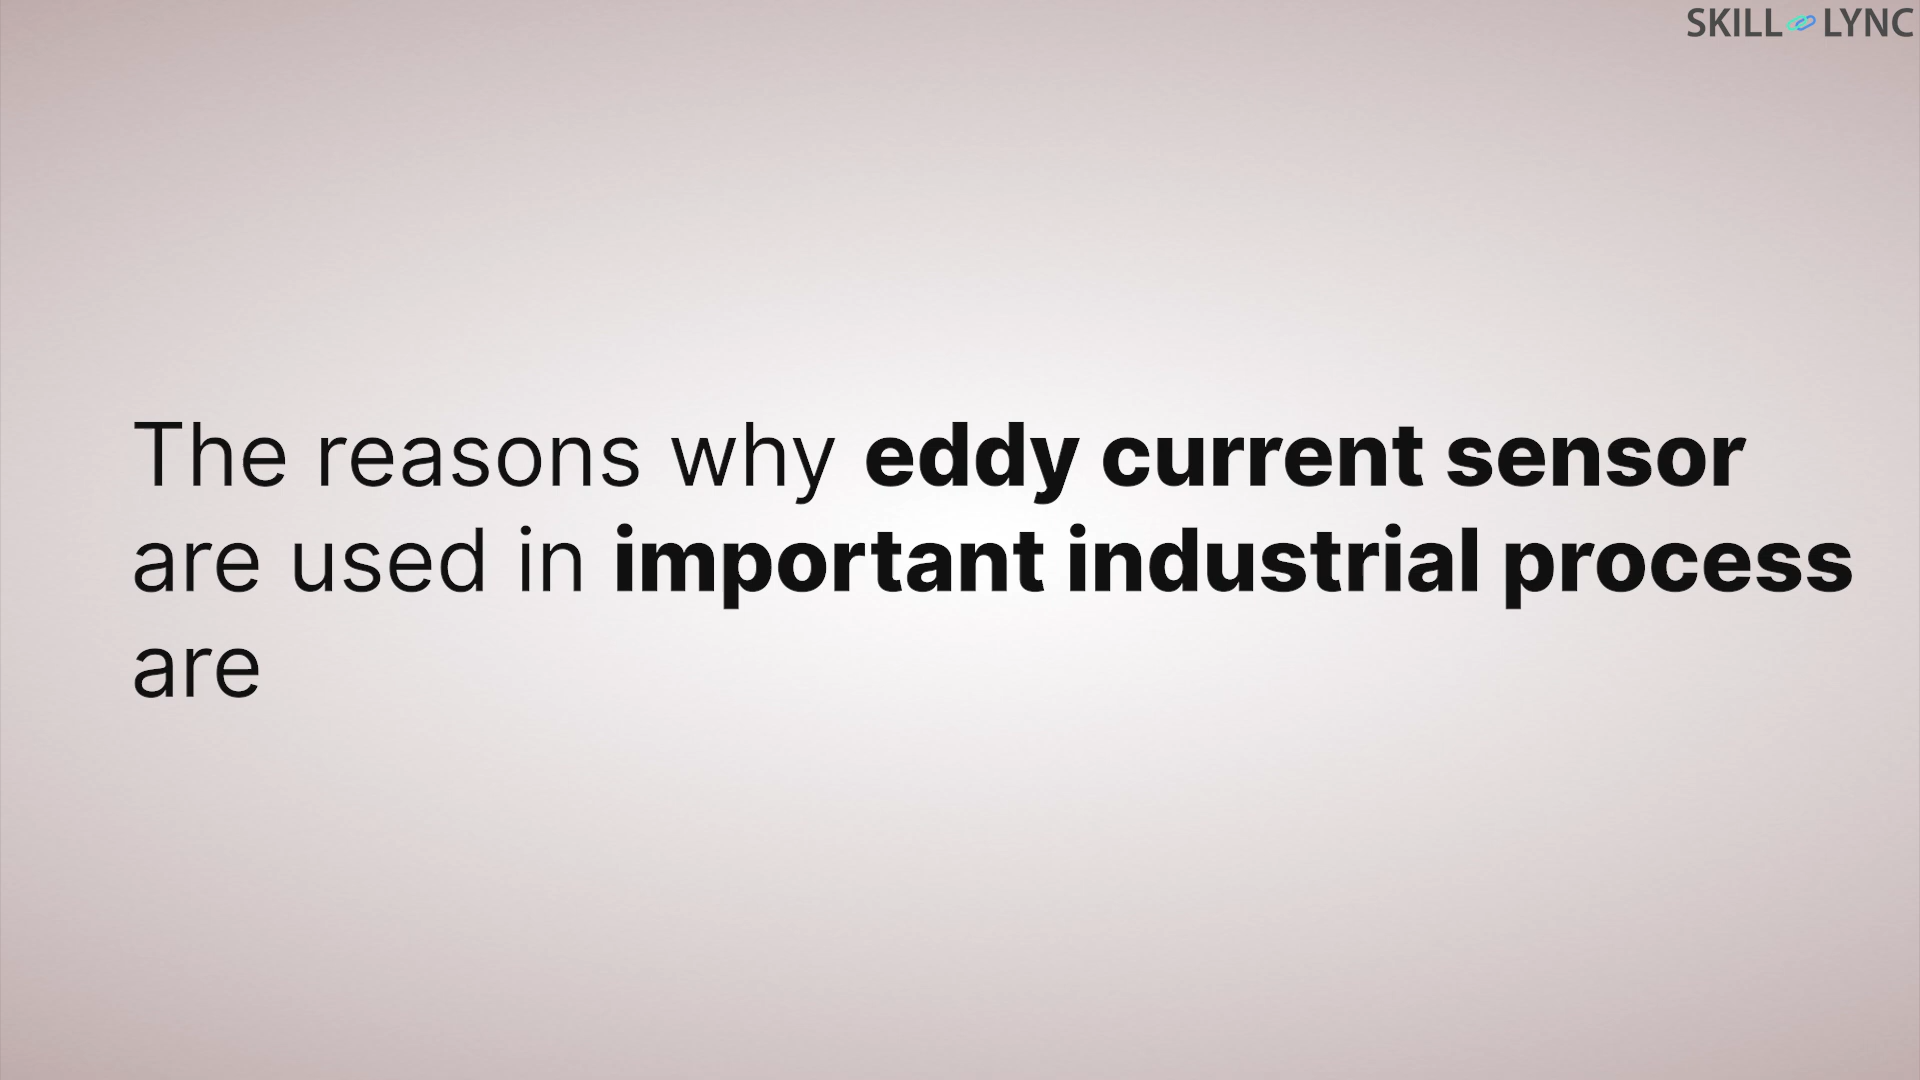 SKILL LYNC
The reasons why eddy current sensor
are used in important industrial process
are